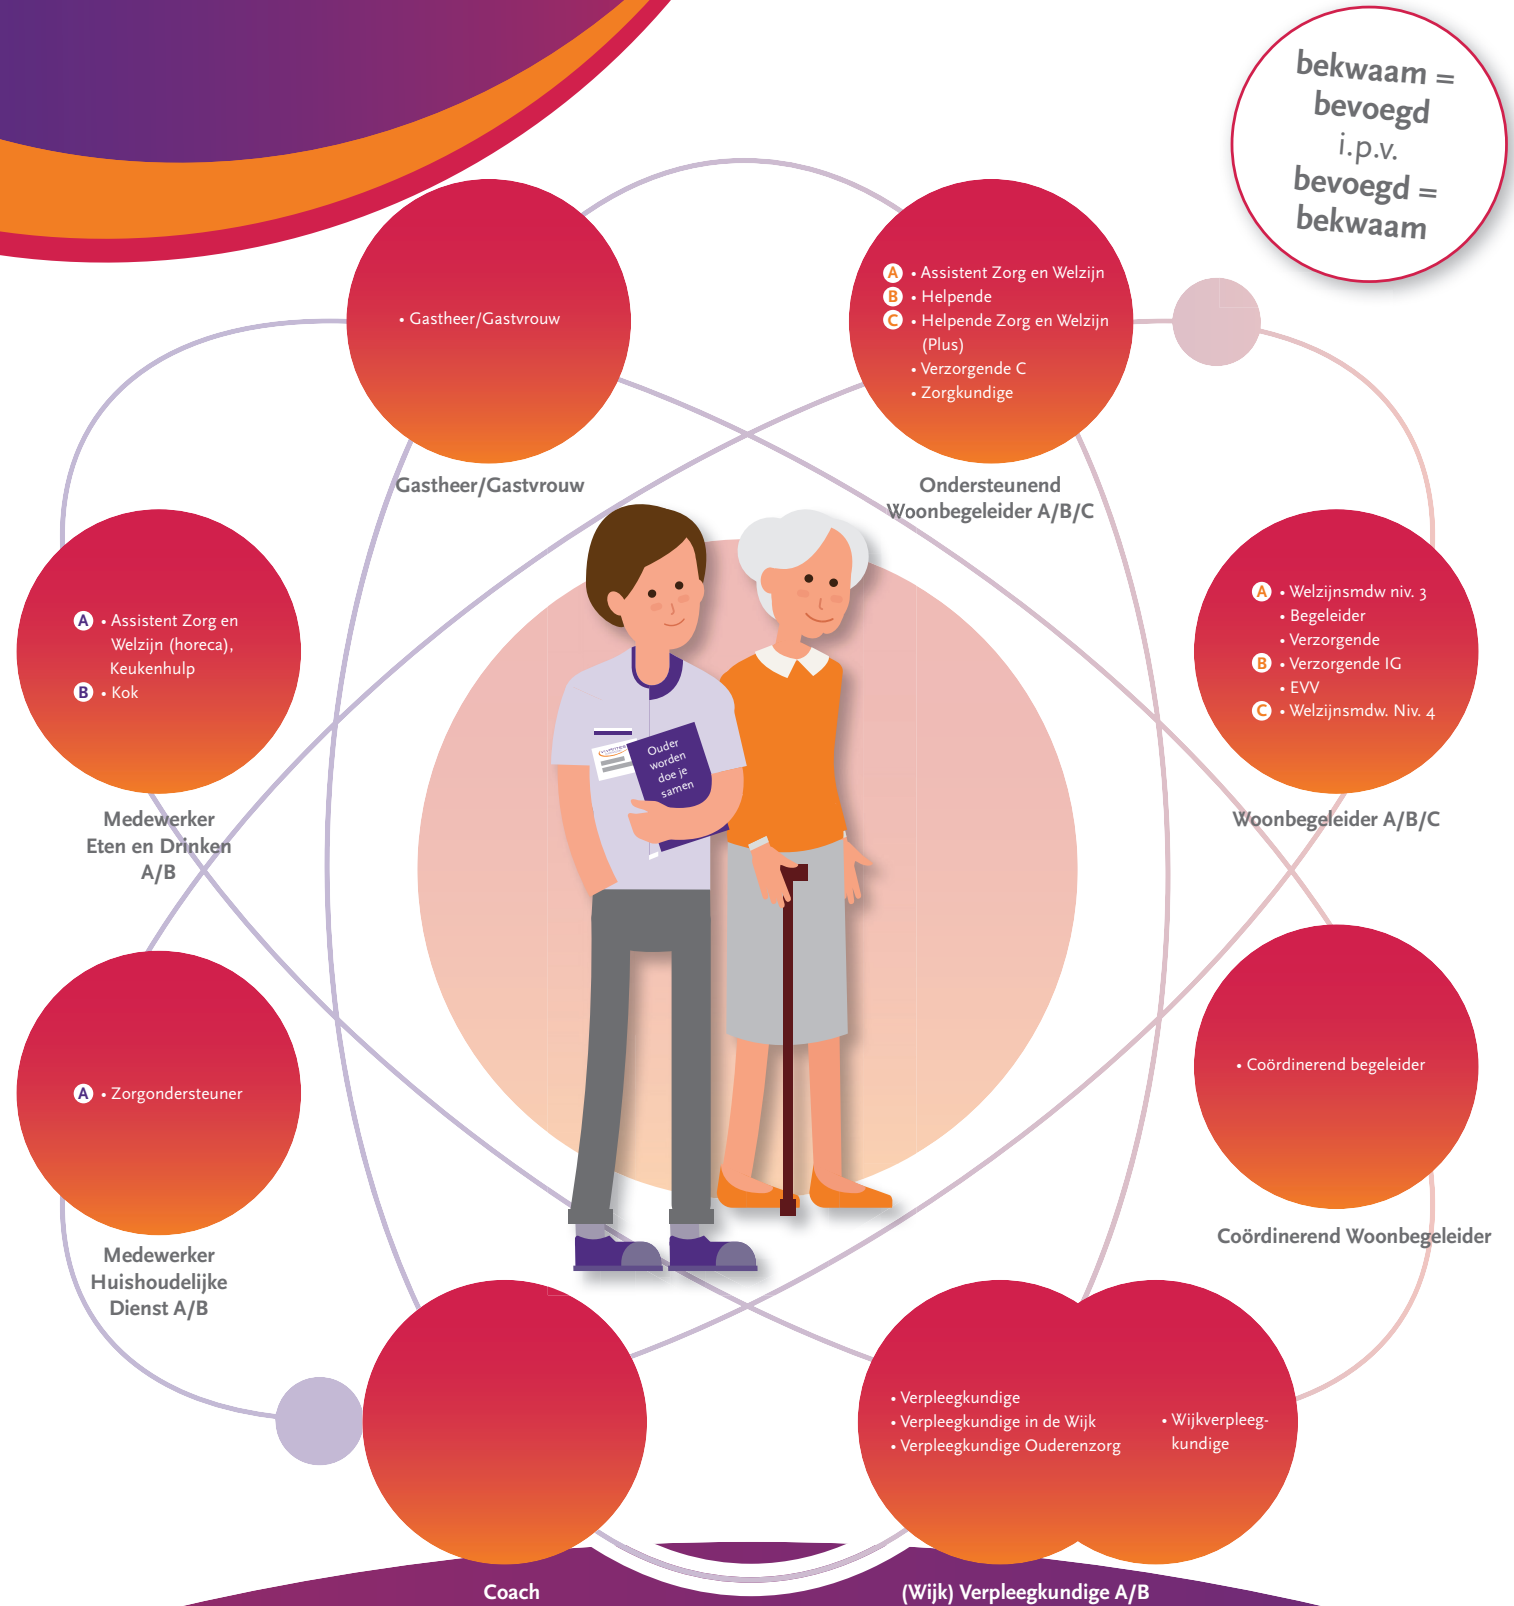 bekwaam =
bevoegd
i.p.v.
bevoegd =
bekwaam
• Gastheer/Gastvrouw
Gastheer/Gastvrouw
A • Assistent Zorg en Welzijn
B • Helpende
C • Helpende Zorg en Welzijn
(Plus)
• Verzorgende C
• Zorgkundige
Ondersteunend
Woonbegeleider A/B/C
A • Assistent Zorg en
Welzijn (horeca),
Keukenhulp
B • Kok
Medewerker
Eten en Drinken
A/B
A • Welzijnsmdw niv. 3
• Begeleider
• Verzorgende
B • Verzorgende IG
• EVV
C • Welzijnsmdw. Niv. 4
Woonbegeleider A/B/C
Ouder
worden
doe je
samen
A • Zorgondersteuner
Medewerker
Huishoudelijke
Dienst A/B
• Coördinerend begeleider
Coördinerend Woonbegeleider
Coach
• Verpleegkundige
• Verpleegkundige in de Wijk
• Verpleegkundige Ouderenzorg
• Wijkverpleeg-
kundige
(Wijk) Verpleegkundige A/B